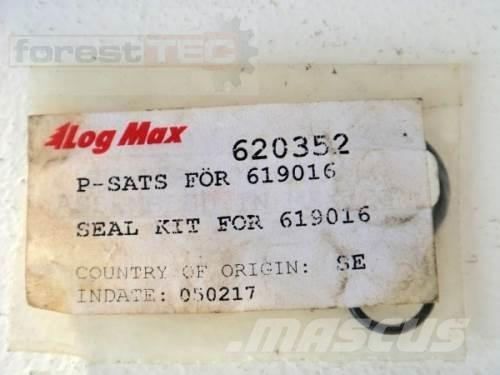 forestTEC
Log Max
620352
P-SATS FÖR 619016
SEAL KIT FOR 619016
COUNTRY OF ORIGIN: SE
INDATE: 050217
MASCUS